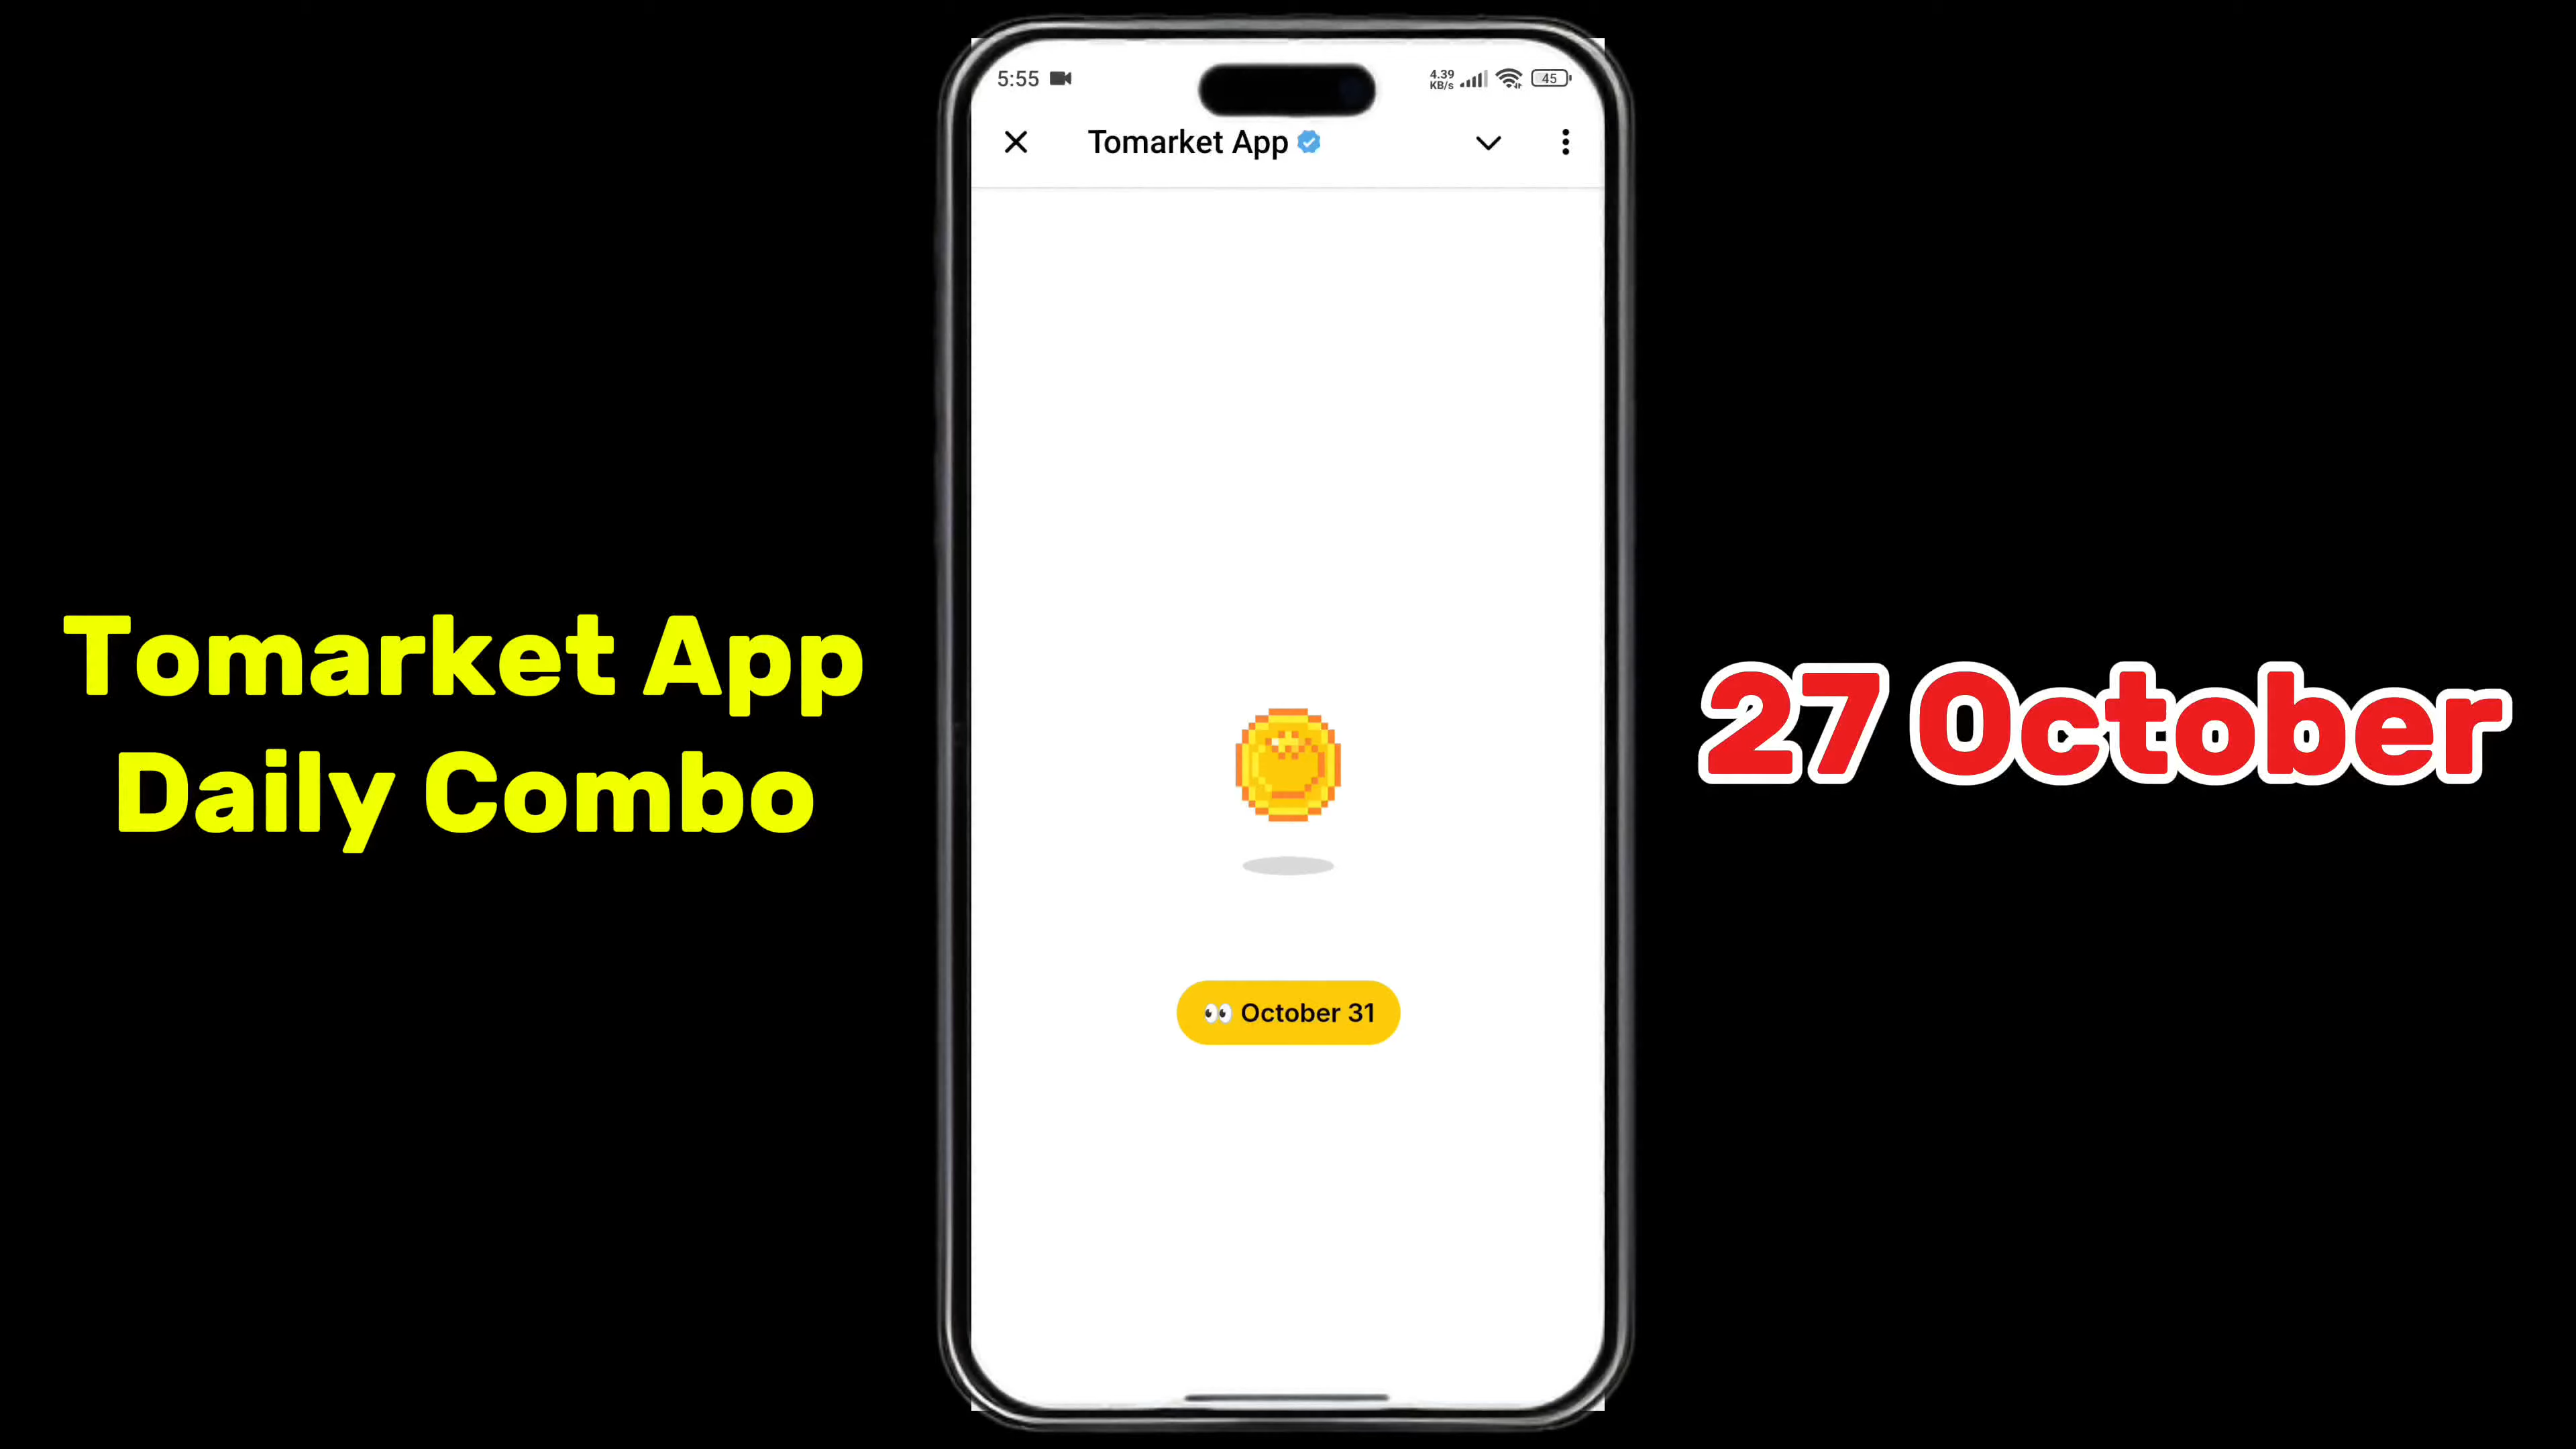 5:55
4.39
KB/s
45
Tomarket App
Tomarket App
Daily Combo
27 October
👀 October 31